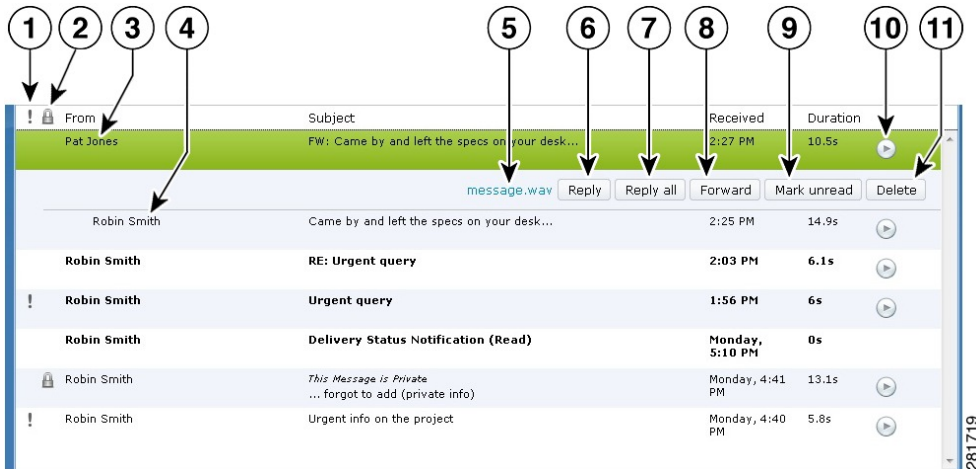 1 2 3 4 5 6 7 8 9 10 11
! From Subject Received Duration
Pat Jones FW: Came by and left the specs on your desk... 2:27 PM 10.5s
message.wav Reply Reply all Forward Mark unread Delete
Robin Smith Came by and left the specs on your desk... 2:25 PM 14.9s
Robin Smith RE: Urgent query 2:03 PM 6.1s
! Robin Smith Urgent query 1:56 PM 6s
Robin Smith Delivery Status Notification (Read) Monday, 0s
5:10 PM
Robin Smith This Message is Private Monday, 4:41 13.1s
... forgot to add (private info) PM
! Robin Smith Urgent info on the project Monday, 4:40 5.8s
PM
281719